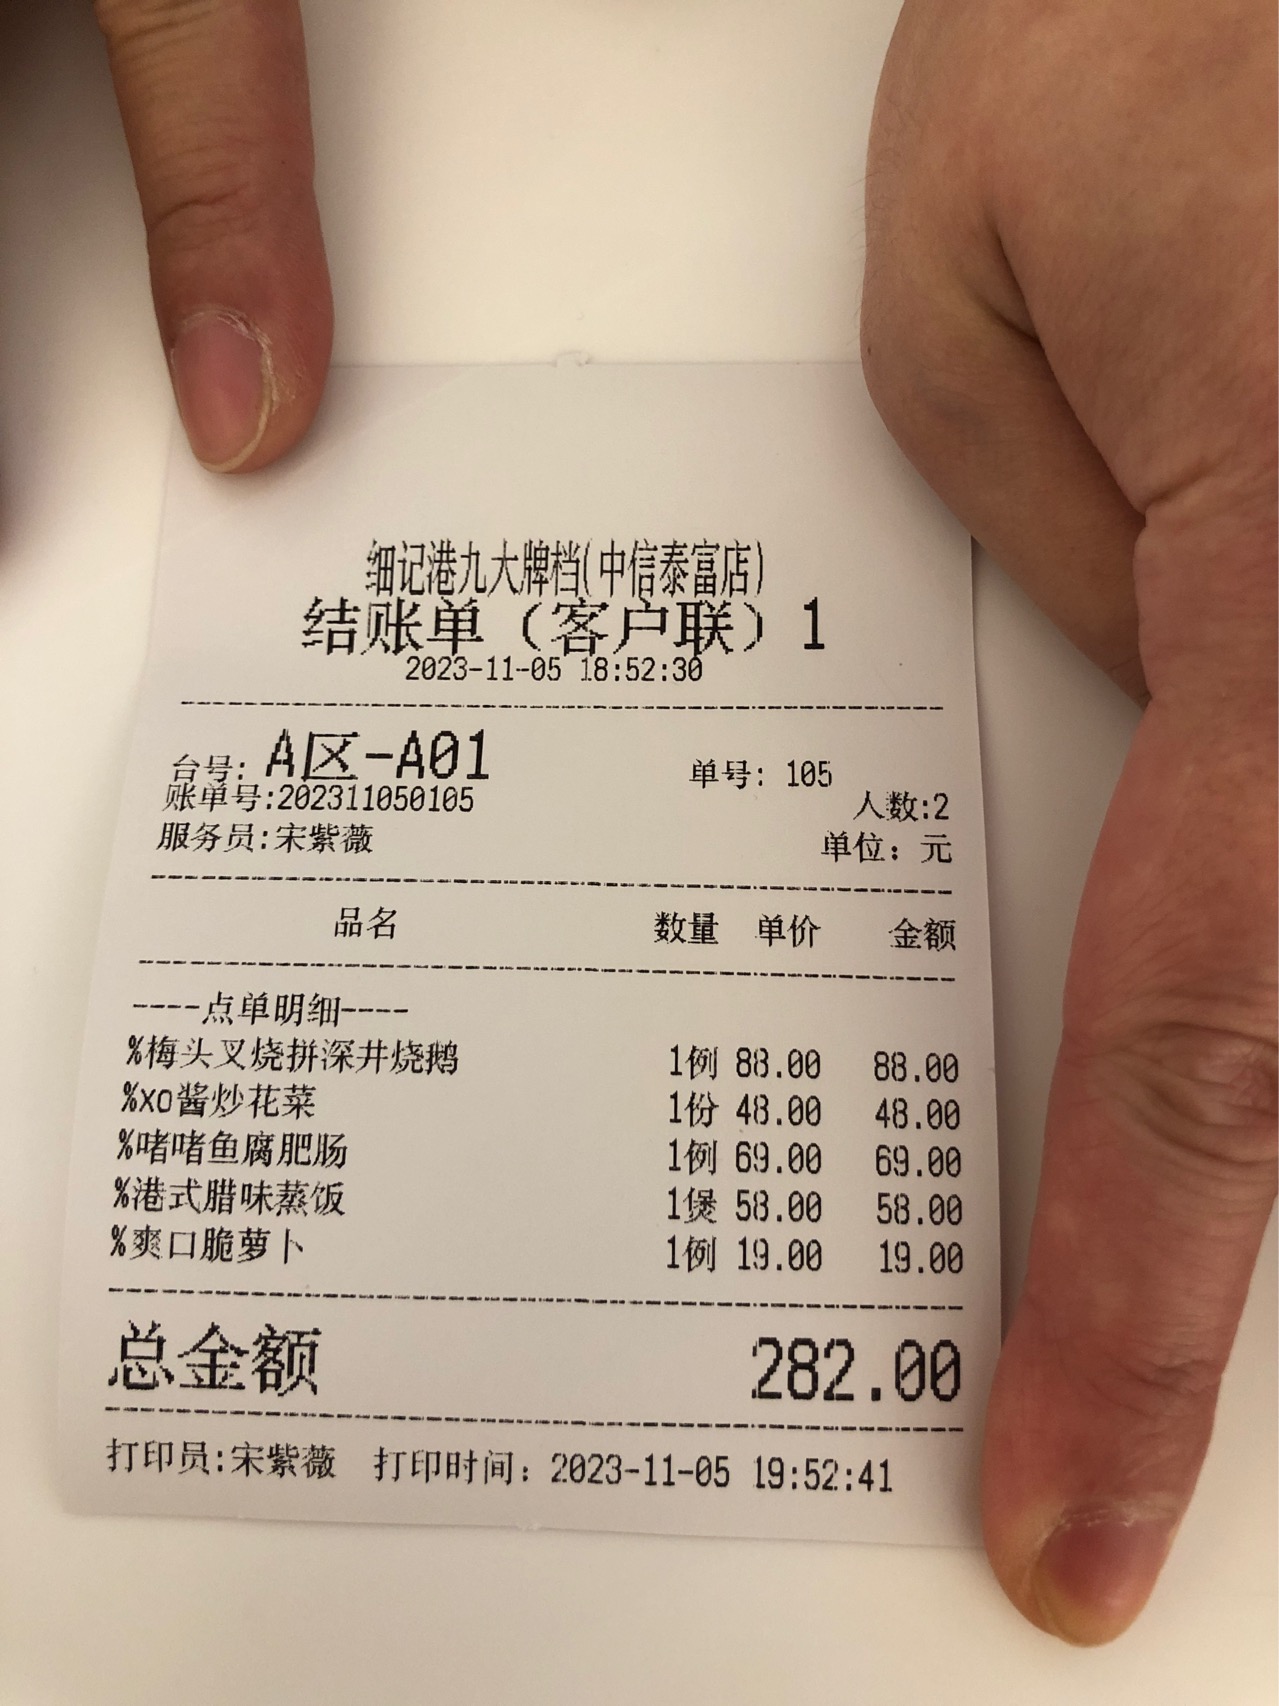 细记港九大牌档(中信泰富店)
结账单（客户联）1
2023-11-05 18:52:30
台号: A区-A01 单号: 105
账单号:202311050105 人数:2
服务员:宋紫薇 单位: 元
品名 数量 单价 金额
----点单明细----
%梅头叉烧拼深井烧鹅 1例 88.00 88.00
%xo酱炒花菜 1份 48.00 48.00
%啫啫鱼腐肥肠 1例 69.00 69.00
%港式腊味蒸饭 1煲 58.00 58.00
%爽口脆萝卜 1例 19.00 19.00
总金额 282.00
打印员:宋紫薇 打印时间: 2023-11-05 19:52:41